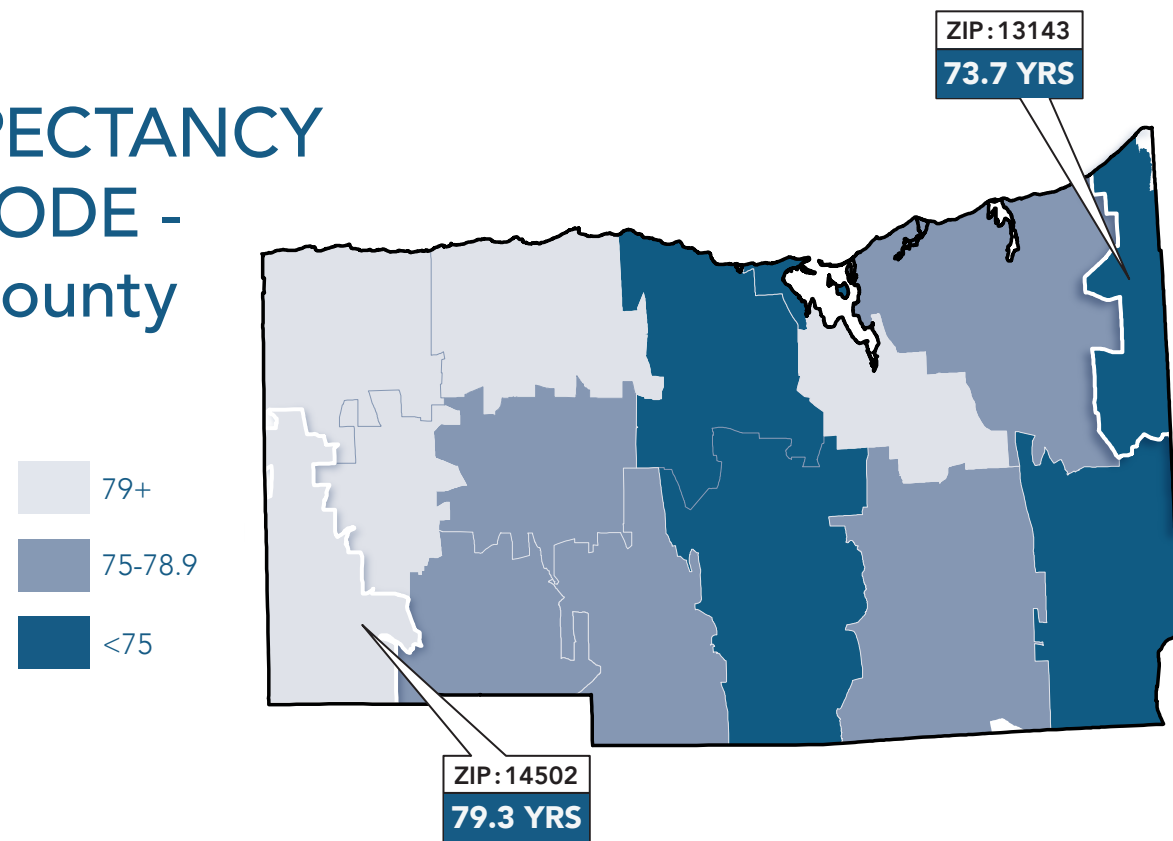 PECTANCY
ODE -
ounty
79+
75-78.9
<75
ZIP:13143
73.7 YRS
ZIP:14502
79.3 YRS